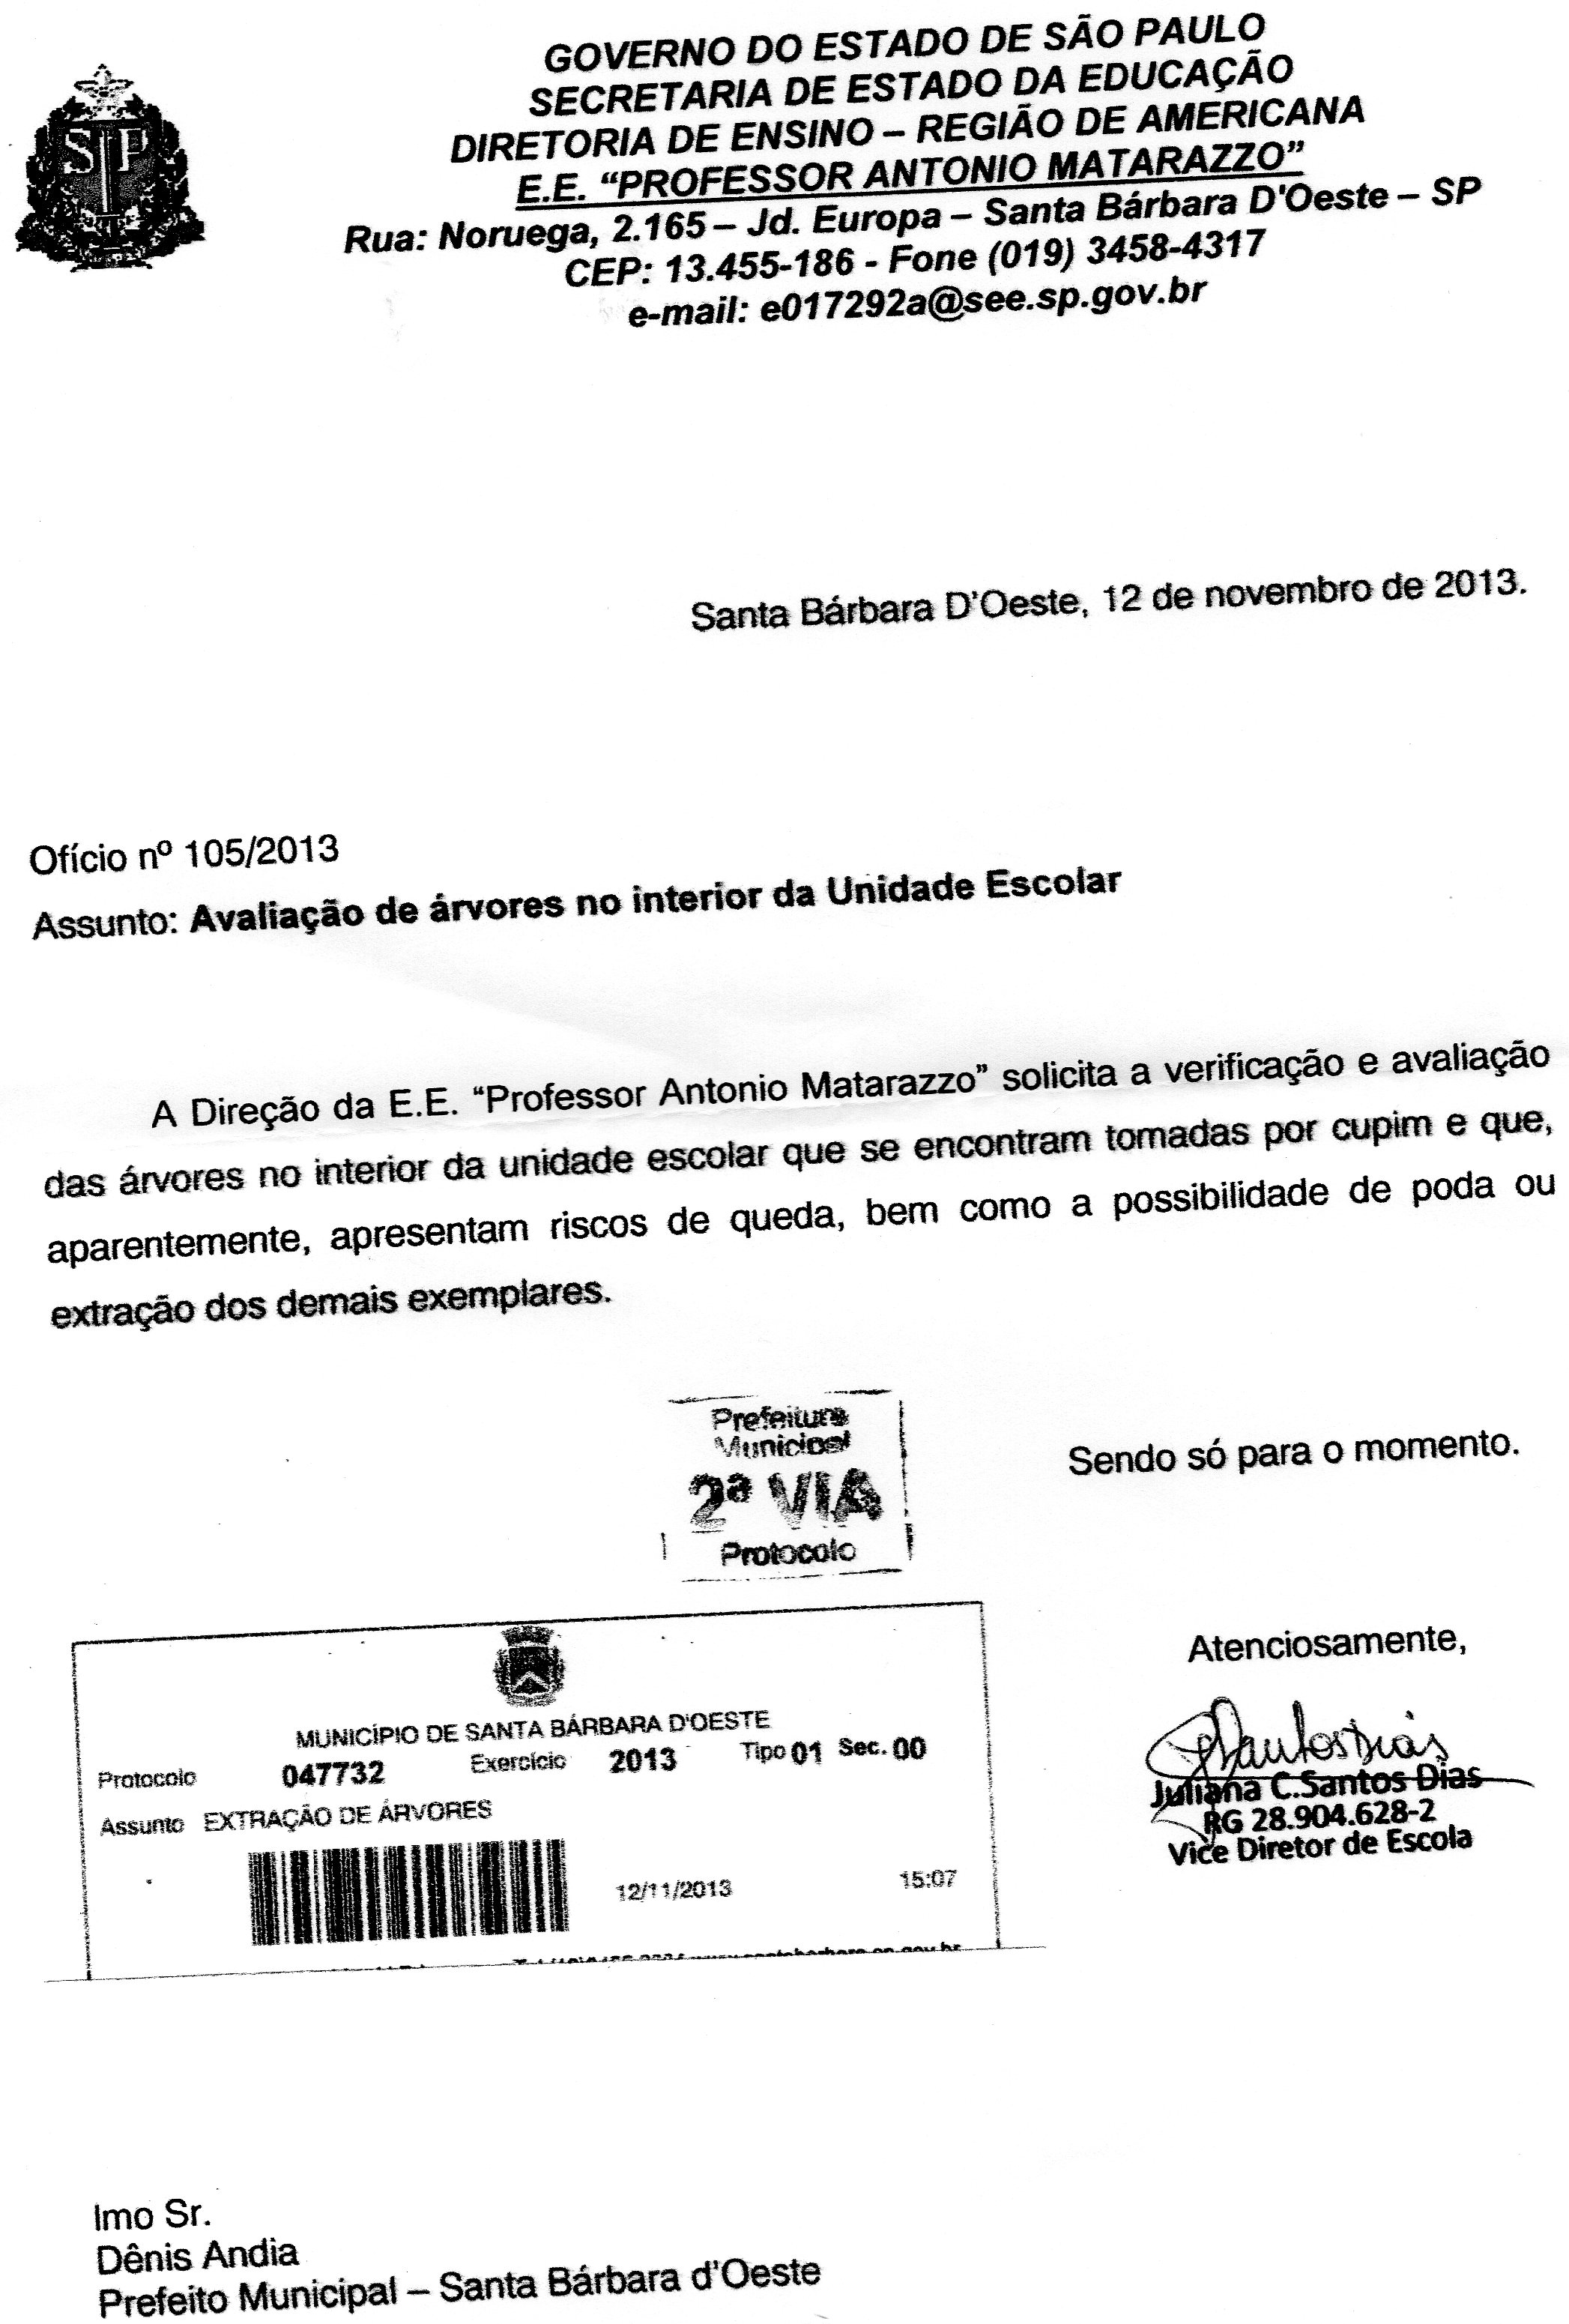 GOVERNO DO ESTADO DE SÃO PAULO
SECRETARIA DE ESTADO DA EDUCAÇÃO
DIRETORIA DE ENSINO – REGIÃO DE AMERICANA
E.E. “PROFESSOR ANTONIO MATARAZZO”
Rua: Noruega, 2.165 – Jd. Europa – Santa Bárbara D'Oeste – SP
CEP: 13.455-186 - Fone (019) 3458-4317
e-mail: e017292a@see.sp.gov.br
SP
Santa Bárbara D’Oeste, 12 de novembro de 2013.
Ofício nº 105/2013
Assunto: Avaliação de árvores no interior da Unidade Escolar
A Direção da E.E. “Professor Antonio Matarazzo” solicita a verificação e avaliação
das árvores no interior da unidade escolar que se encontram tomadas por cupim e que,
aparentemente, apresentam riscos de queda, bem como a possibilidade de poda ou
extração dos demais exemplares.
Prefeitura
Municipal
2ª VIA
Protocolo
Sendo só para o momento.
MUNICÍPIO DE SANTA BÁRBARA D'OESTE
Protocolo 047732 Exercício 2013 Tipo 01 Sec. 00
Assunto EXTRAÇÃO DE ÁRVORES
12/11/2013 15:07
Atenciosamente,
Juliana C.Santos Dias
RG 28.904.628-2
Vice Diretor de Escola
Imo Sr.
Dênis Andia
Prefeito Municipal – Santa Bárbara d’Oeste